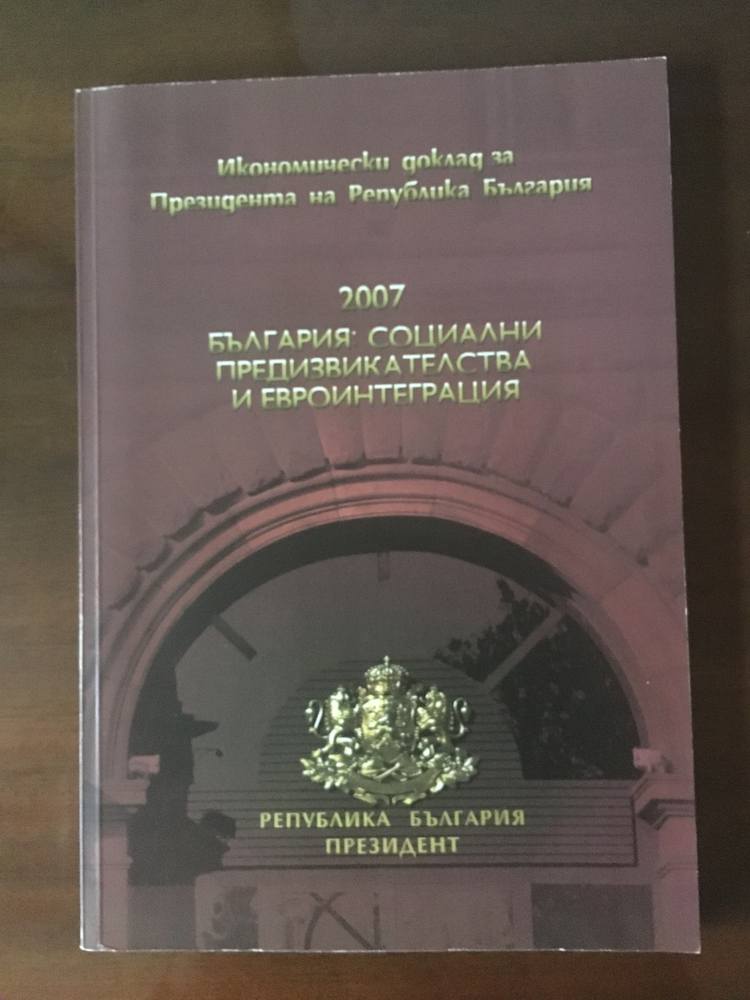 Икономически доклад за
Президента на Република България
2007
БЪЛГАРИЯ: СОЦИАЛНИ
ПРЕДИЗВИКАТЕЛСТВА
И ЕВРОИНТЕГРАЦИЯ
РЕПУБЛИКА БЪЛГАРИЯ
ПРЕЗИДЕНТ